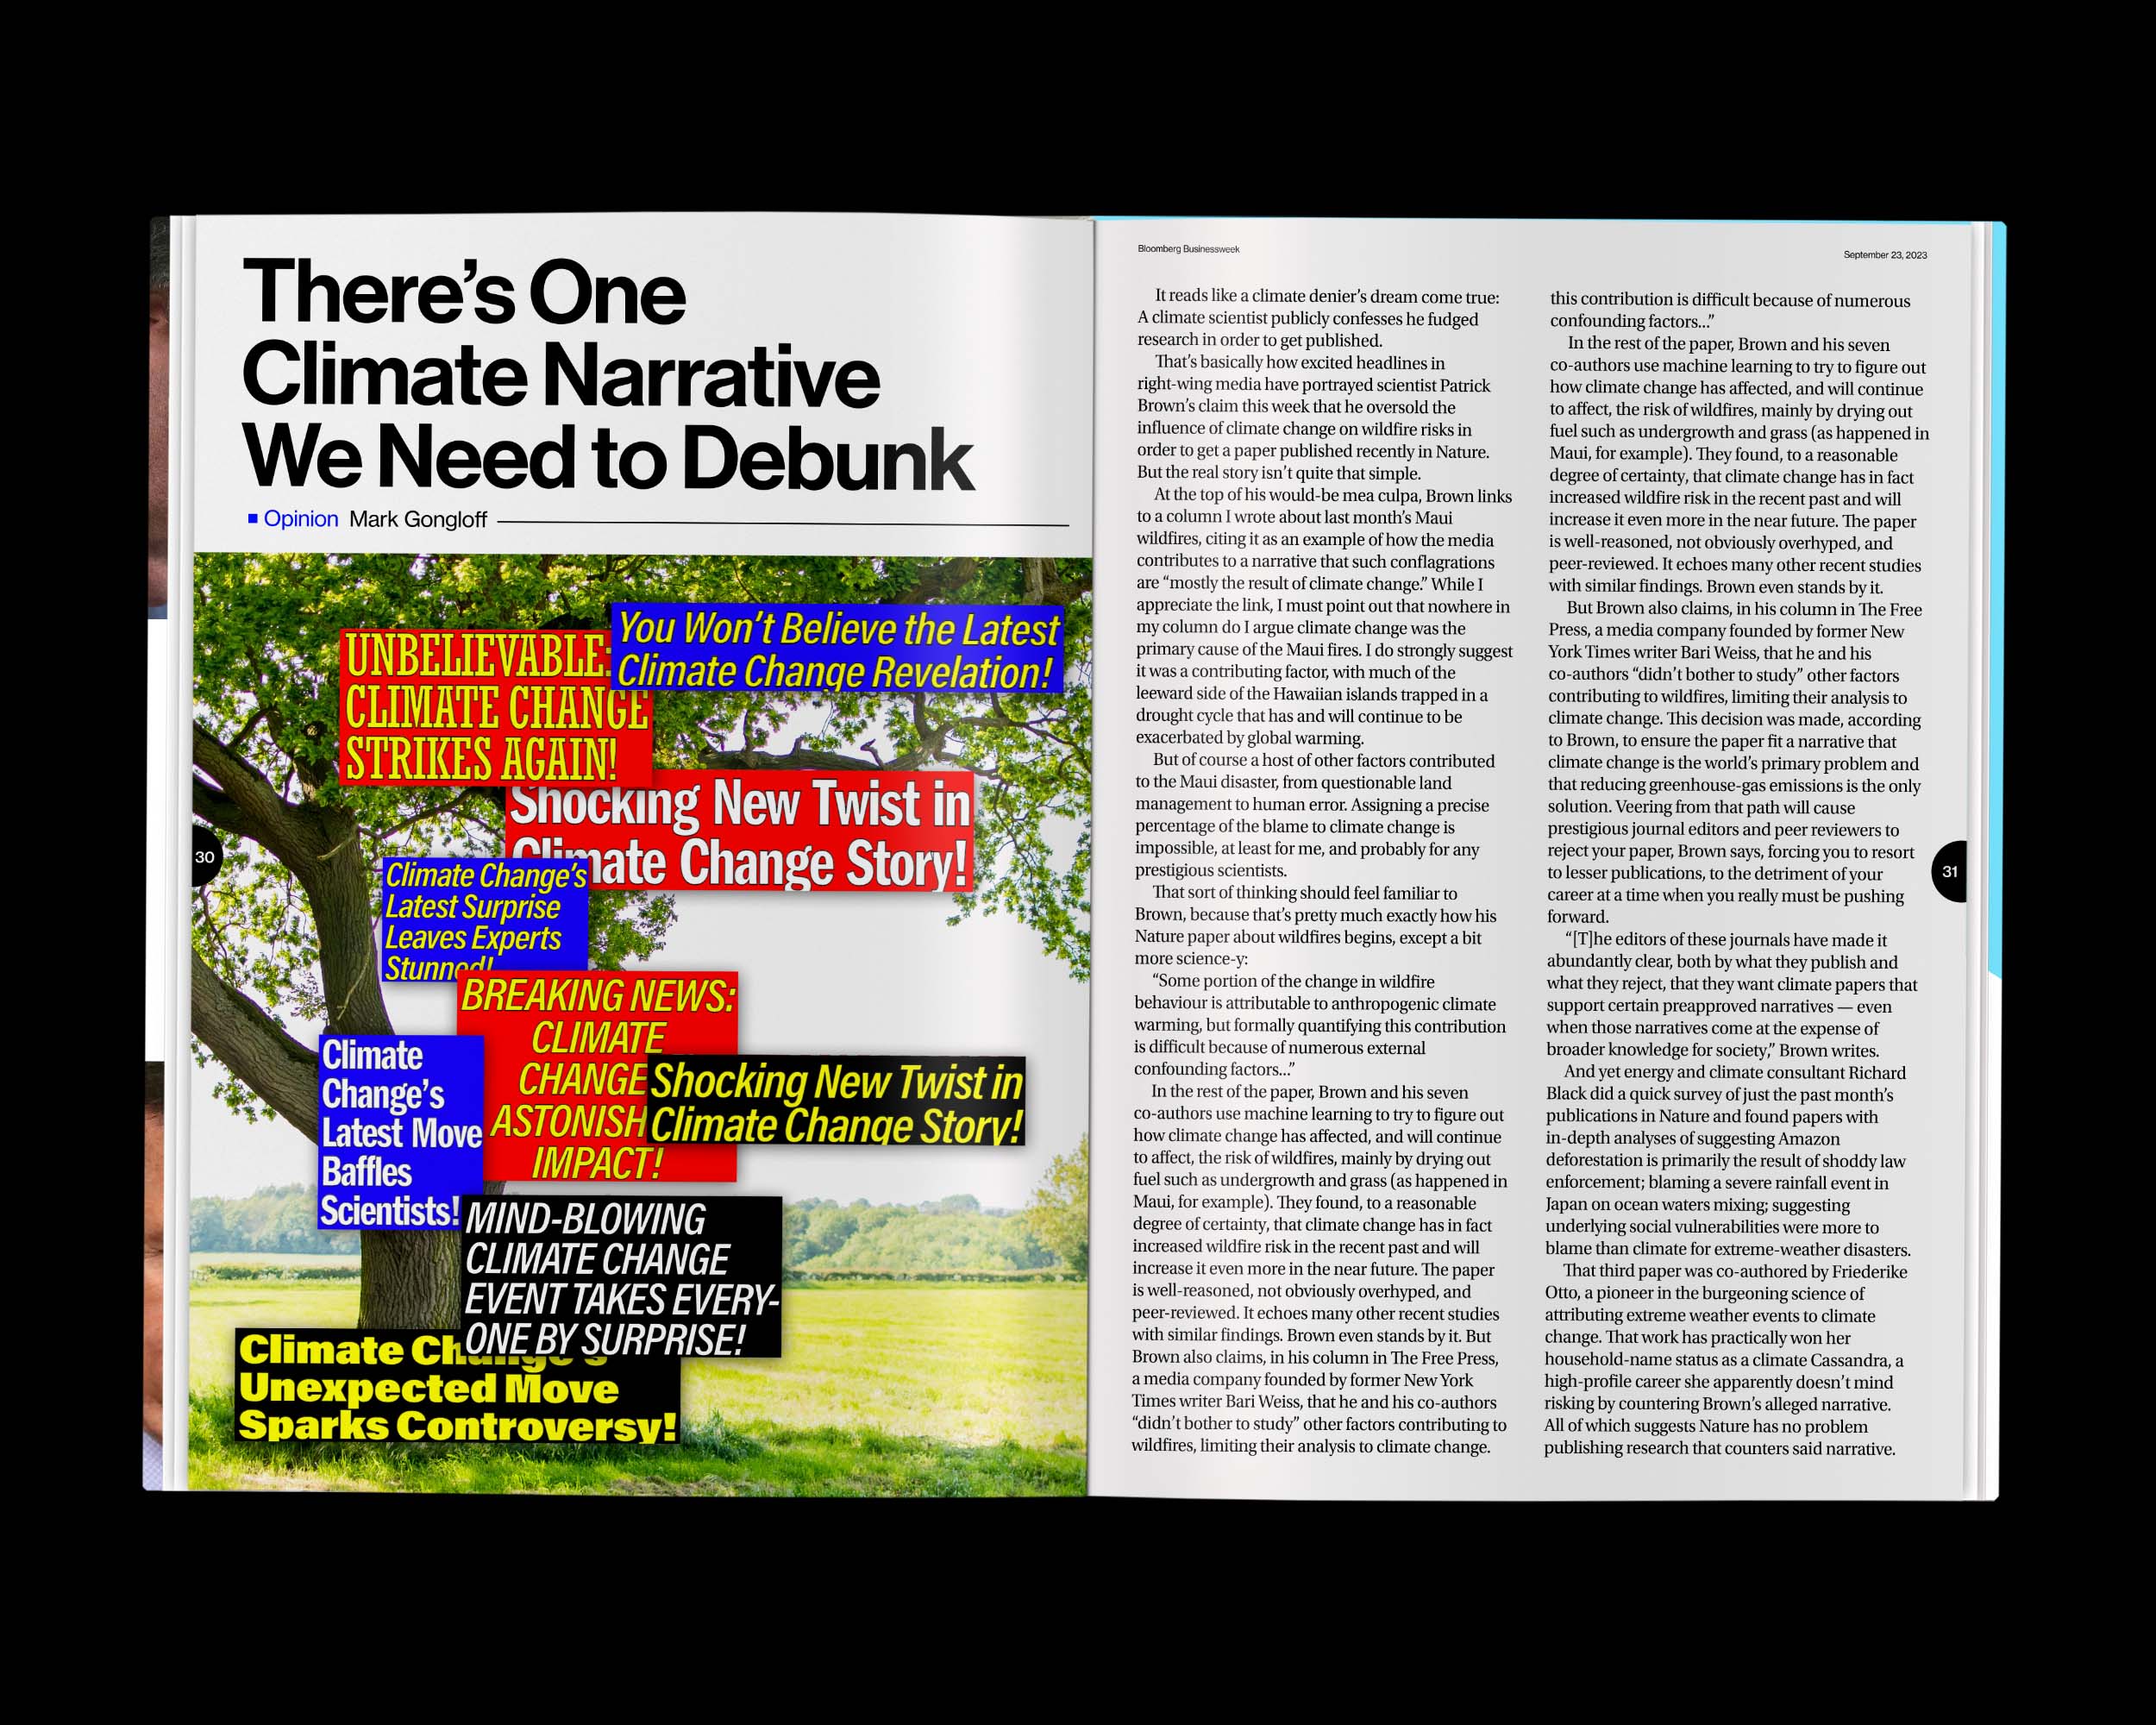 There's One
Climate Narrative
We Need to Debunk
Opinion Mark Gongloff
You Won't Believe the Latest
Climate Change Revelation!
UNBELIEVABLE:
CLIMATE CHANGE
STRIKES AGAIN!
Shocking New Twist in
Climate Change Story!
30
Climate Change's
Latest Surprise
Leaves Experts
Stunned!
BREAKING NEWS:
CLIMATE
CHANGE
ASTONISH
IMPACT!
Climate
Change's
Latest Move
Baffles
Scientists!
Shocking New Twist in
Climate Change Story!
MIND-BLOWING
CLIMATE CHANGE
EVENT TAKES EVERY-
ONE BY SURPRISE!
Climate Change's
Unexpected Move
Sparks Controversy!
Bloomberg Businessweek
September 23, 2023
It reads like a climate denier's dream come true:
A climate scientist publicly confesses he fudged
research in order to get published.
That's basically how excited headlines in
right-wing media have portrayed scientist Patrick
Brown's claim this week that he oversold the
influence of climate change on wildfire risks in
order to get a paper published recently in Nature.
But the real story isn't quite that simple.
At the top of his would-be mea culpa, Brown links
to a column I wrote about last month's Maui
wildfires, citing it as an example of how the media
contributes to a narrative that such conflagrations
are “mostly the result of climate change.” While I
appreciate the link, I must point out that nowhere in
my column do I argue climate change was the
primary cause of the Maui fires. I do strongly suggest
it was a contributing factor, with much of the
leeward side of the Hawaiian islands trapped in a
drought cycle that has and will continue to be
exacerbated by global warming.
But of course a host of other factors contributed
to the Maui disaster, from questionable land
management to human error. Assigning a precise
percentage of the blame to climate change is
impossible, at least for me, and probably for any
prestigious scientists.
That sort of thinking should feel familiar to
Brown, because that's pretty much exactly how his
Nature paper about wildfires begins, except a bit
more science-y:
“Some portion of the change in wildfire
behaviour is attributable to anthropogenic climate
warming, but formally quantifying this contribution
is difficult because of numerous external
confounding factors...”
In the rest of the paper, Brown and his seven
co-authors use machine learning to try to figure out
how climate change has affected, and will continue
to affect, the risk of wildfires, mainly by drying out
fuel such as undergrowth and grass (as happened in
Maui, for example). They found, to a reasonable
degree of certainty, that climate change has in fact
increased wildfire risk in the recent past and will
increase it even more in the near future. The paper
is well-reasoned, not obviously overhyped, and
peer-reviewed. It echoes many other recent studies
with similar findings. Brown even stands by it. But
Brown also claims, in his column in The Free Press,
a media company founded by former New York
Times writer Bari Weiss, that he and his co-authors
“didn't bother to study” other factors contributing to
wildfires, limiting their analysis to climate change.
this contribution is difficult because of numerous
confounding factors...”
In the rest of the paper, Brown and his seven
co-authors use machine learning to try to figure out
how climate change has affected, and will continue
to affect, the risk of wildfires, mainly by drying out
fuel such as undergrowth and grass (as happened in
Maui, for example). They found, to a reasonable
degree of certainty, that climate change has in fact
increased wildfire risk in the recent past and will
increase it even more in the near future. The paper
is well-reasoned, not obviously overhyped, and
peer-reviewed. It echoes many other recent studies
with similar findings. Brown even stands by it.
But Brown also claims, in his column in The Free
Press, a media company founded by former New
York Times writer Bari Weiss, that he and his
co-authors “didn't bother to study” other factors
contributing to wildfires, limiting their analysis to
climate change. This decision was made, according
to Brown, to ensure the paper fit a narrative that
climate change is the world's primary problem and
that reducing greenhouse-gas emissions is the only
solution. Veering from that path will cause
prestigious journal editors and peer reviewers to
reject your paper, Brown says, forcing you to resort
to lesser publications, to the detriment of your
career at a time when you really must be pushing
forward.
“[T]he editors of these journals have made it
abundantly clear, both by what they publish and
what they reject, that they want climate papers that
support certain preapproved narratives — even
when those narratives come at the expense of
broader knowledge for society,” Brown writes.
And yet energy and climate consultant Richard
Black did a quick survey of just the past month's
publications in Nature and found papers with
in-depth analyses of suggesting Amazon
deforestation is primarily the result of shoddy law
enforcement; blaming a severe rainfall event in
Japan on ocean waters mixing; suggesting
underlying social vulnerabilities were more to
blame than climate for extreme-weather disasters.
That third paper was co-authored by Friederike
Otto, a pioneer in the burgeoning science of
attributing extreme weather events to climate
change. That work has practically won her
household-name status as a climate Cassandra, a
high-profile career she apparently doesn't mind
risking by countering Brown's alleged narrative.
All of which suggests Nature has no problem
publishing research that counters said narrative.
31